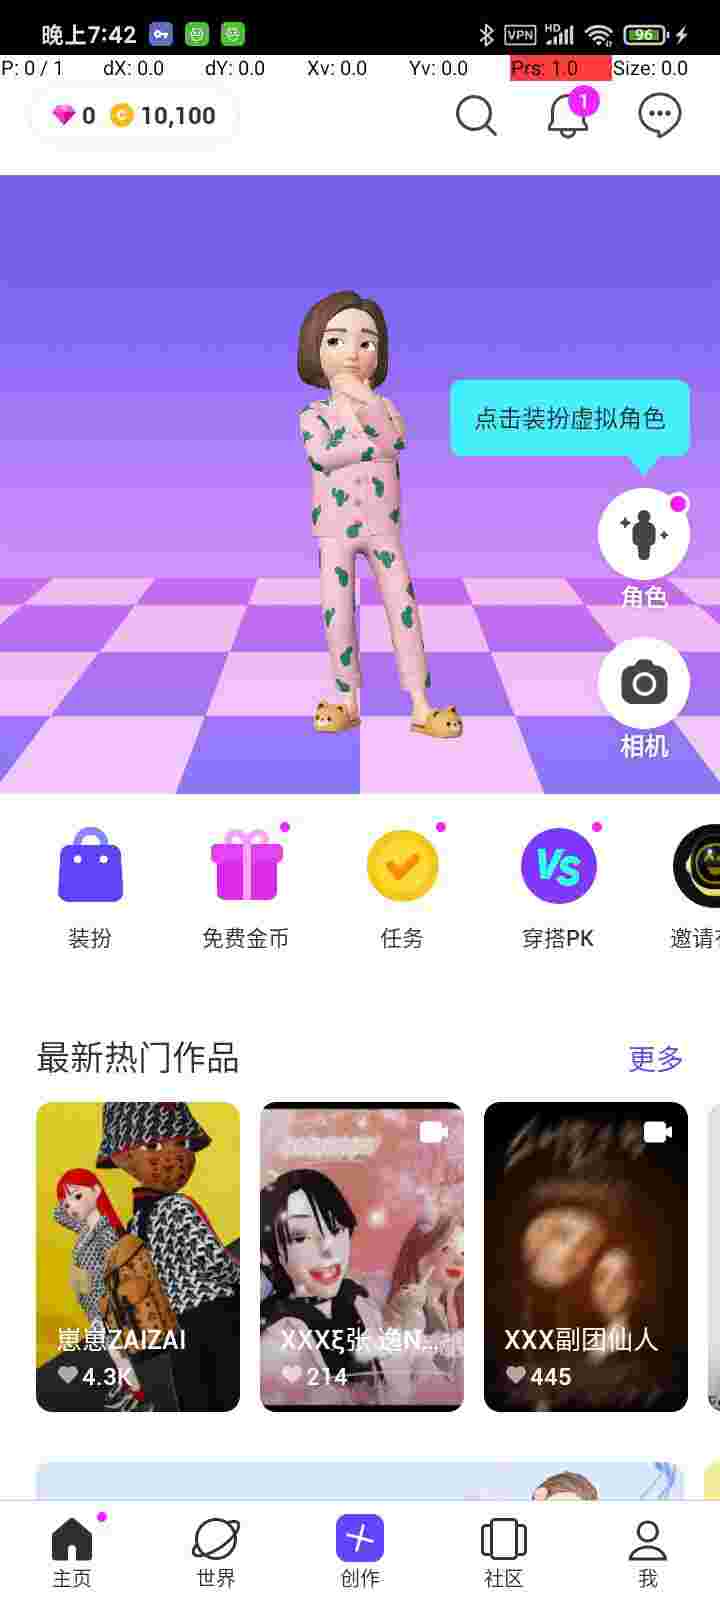 晚上7:42
VPN
HD
96
P: 0 / 1
dX: 0.0
dY: 0.0
Xv: 0.0
Yv: 0.0
Prs: 1.0
Size: 0.0
0
10,100
1
点击装扮虚拟角色
角色
相机
VS
装扮
免费金币
任务
穿搭PK
邀请
最新热门作品
更多
崽崽ZAIZAI
XXXξ张 逸N...
XXX副团仙人
4.3K
214
445
主页
世界
创作
社区
我